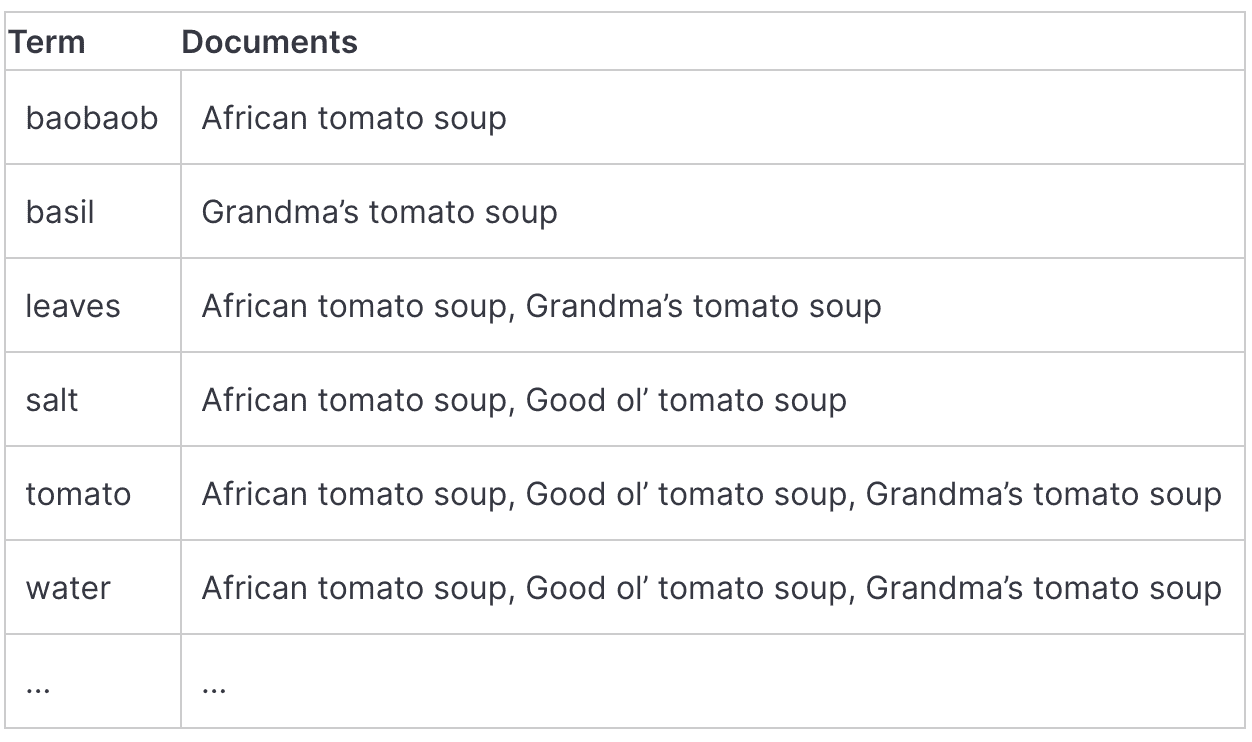 Term Documents
baobaob African tomato soup
basil Grandma’s tomato soup
leaves African tomato soup, Grandma’s tomato soup
salt African tomato soup, Good ol’ tomato soup
tomato African tomato soup, Good ol’ tomato soup, Grandma’s tomato soup
water African tomato soup, Good ol’ tomato soup, Grandma’s tomato soup
... ...